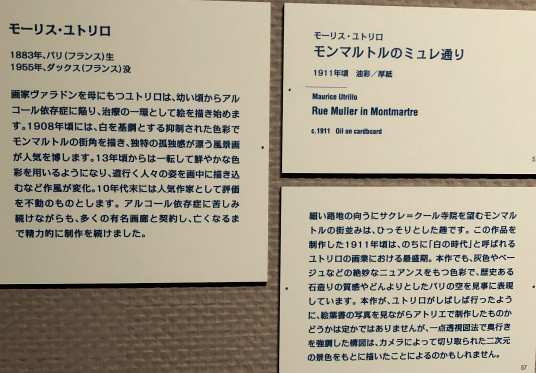 モーリス・ユトリロ
1883年、パリ(フランス)生
1955年、ダックス(フランス)没
画家ヴァラドンを母にもつユトリロは、幼い頃からアル
コール依存症に陥り、治療の一環として絵を描き始めま
す。1908年頃には、白を基調とする抑制された色彩で
モンマルトルの街角を描き、独特の孤独感が漂う風景画
が人気を博します。13年頃からは一転して鮮やかな色
彩を用いるようになり、道行く人々の姿を画中に描き込
むなど作風が変化。10年代末には人気作家として評価
を不動のものとします。アルコール依存症に苦しみ
続けながらも、多くの有名画廊と契約し、亡くなるま
で精力的に制作を続けました。
モーリス・ユトリロ
モンマルトルのミュレ通り
1911年頃 油彩/厚紙
Maurice Utrillo
Rue Muller in Montmartre
c.1911 Oil on cardboard
細い路地の向うにサクレ=クール寺院を望むモンマル
トルの街並みは、ひっそりとした趣です。この作品を
制作した1911年頃は、のちに「白の時代」と呼ばれる
ユトリロの画業における最盛期。本作でも、灰色やベー
ジュなどの絶妙なニュアンスをもつ色彩で、歴史ある
石造りの質感やどんよりとしたパリの空を見事に表現
しています。本作が、ユトリロがしばしば行ったよう
に、絵葉書の写真を見ながらアトリエで制作したものか
どうかは定かではありませんが、一点透視図法で奥行き
を強調した構図は、カメラによって切り取られた二次元
の景色をもとに描いたことによるのかもしれません。
57